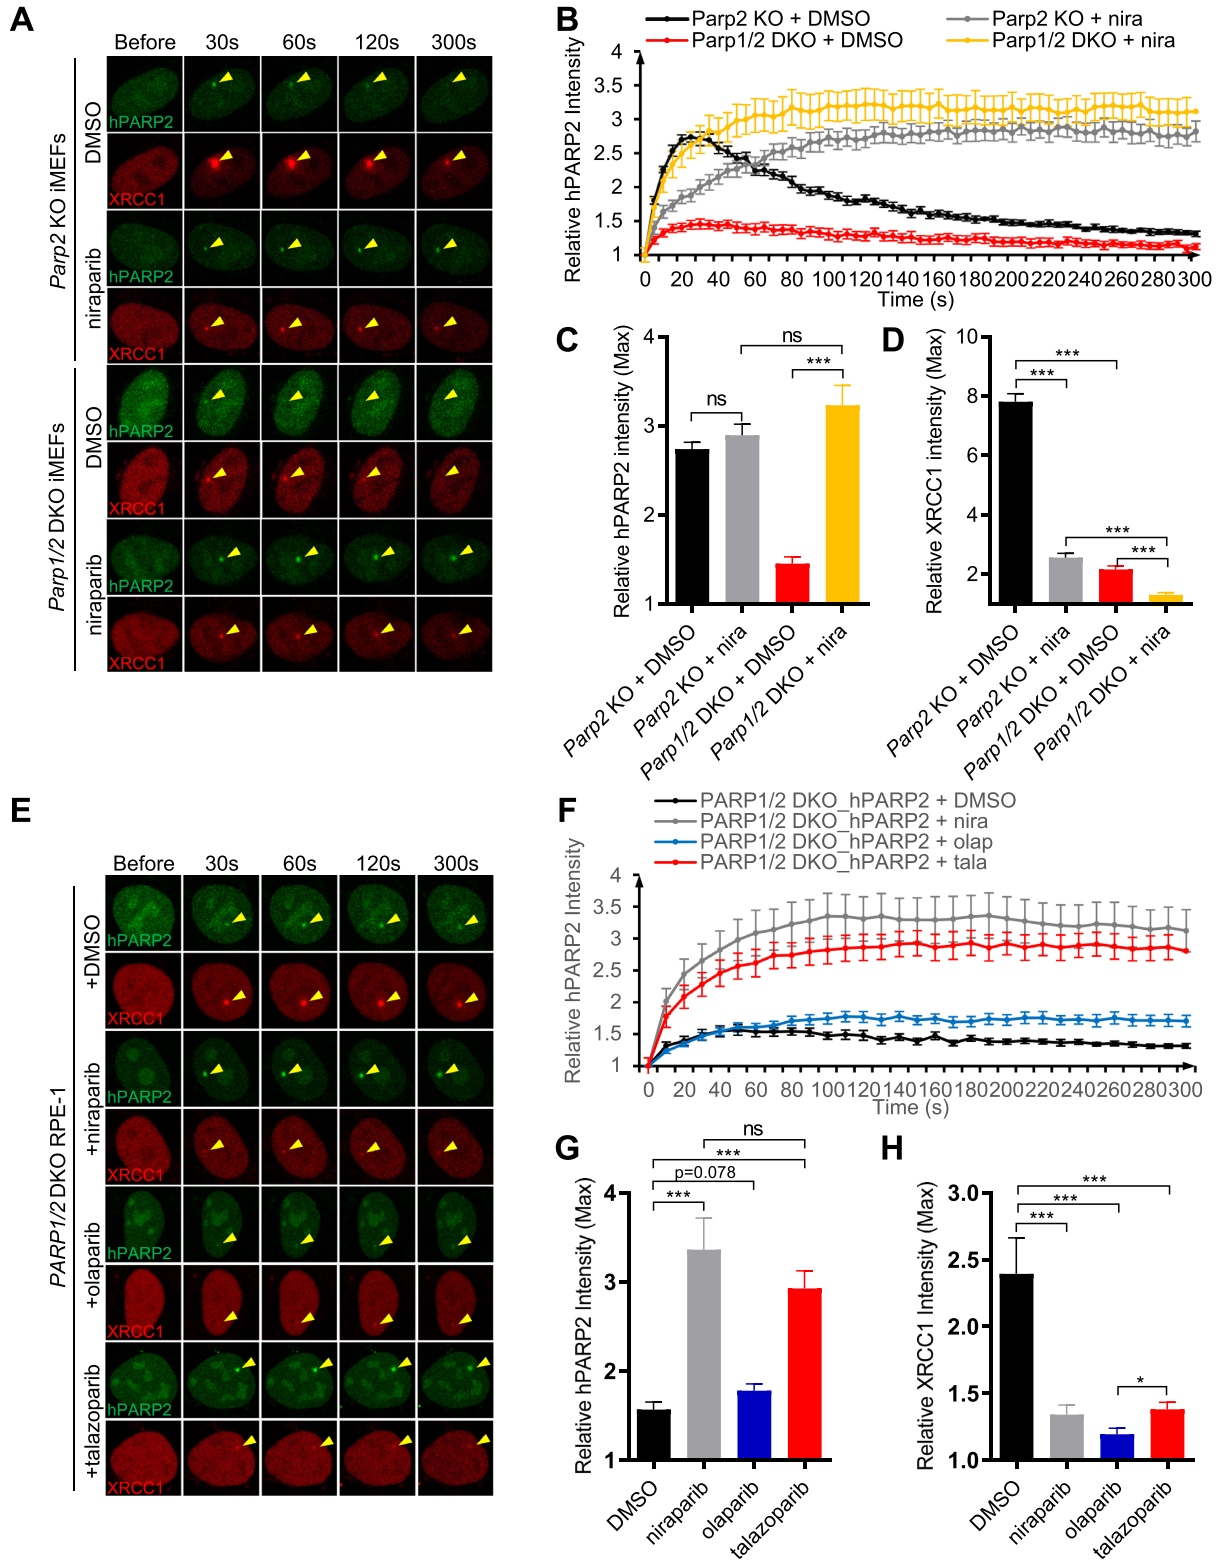 A
Before 30s 60s 120s 300s
Parp2 KO iMEFs
DMSO
hPARP2
XRCC1
niraparib
hPARP2
XRCC1
Parp1/2 DKO iMEFs
DMSO
hPARP2
XRCC1
niraparib
hPARP2
XRCC1
B
Parp2 KO + DMSO
Parp2 KO + nira
Parp1/2 DKO + DMSO
Parp1/2 DKO + nira
Relative hPARP2 Intensity
4
3.5
3
2.5
2
1.5
1
0 20 40 60 80 100 120 140 160 180 200 220 240 260 280 300
Time (s)
C
Relative hPARP2 intensity (Max)
4
3
2
1
ns
***
ns
Parp2 KO + DMSO
Parp2 KO + nira
Parp1/2 DKO + DMSO
Parp1/2 DKO + nira
D
Relative XRCC1 intensity (Max)
10
8
6
4
2
***
***
***
***
Parp2 KO + DMSO
Parp2 KO + nira
Parp1/2 DKO + DMSO
Parp1/2 DKO + nira
E
Before 30s 60s 120s 300s
PARP1/2 DKO RPE-1
+DMSO
hPARP2
XRCC1
+niraparib
hPARP2
XRCC1
+olaparib
hPARP2
XRCC1
+talazoparib
hPARP2
XRCC1
F
PARP1/2 DKO_hPARP2 + DMSO
PARP1/2 DKO_hPARP2 + nira
PARP1/2 DKO_hPARP2 + olap
PARP1/2 DKO_hPARP2 + tala
Relative hPARP2 Intensity
4
3.5
3
2.5
2
1.5
1
0 20 40 60 80 100 120 140 160 180 200 220 240 260 280 300
Time (s)
G
Relative hPARP2 Intensity (Max)
4
3
2
1
ns
***
p=0.078
***
DMSO
niraparib
olaparib
talazoparib
H
Relative XRCC1 Intensity (Max)
3.0
2.5
2.0
1.5
1.0
***
***
***
*
DMSO
niraparib
olaparib
talazoparib